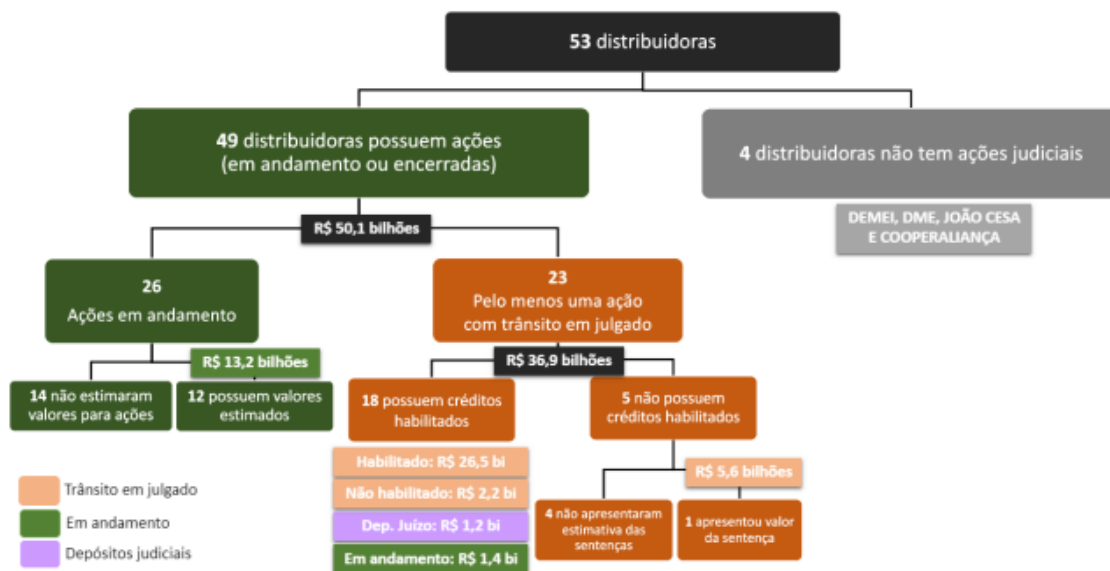 53 distribuidoras
49 distribuidoras possuem ações
(em andamento ou encerradas)
4 distribuidoras não tem ações judiciais
DEMEI, DME, JOÃO CESA
E COOPERALIANÇA
R$ 50,1 bilhões
26
Ações em andamento
23
Pelo menos uma ação
com trânsito em julgado
R$ 13,2 bilhões
R$ 36,9 bilhões
14 não estimaram
valores para ações
12 possuem valores
estimados
18 possuem créditos
habilitados
5 não possuem
créditos habilitados
Habilitado: R$ 26,5 bi
Não habilitado: R$ 2,2 bi
Dep. Juízo: R$ 1,2 bi
Em andamento: R$ 1,4 bi
R$ 5,6 bilhões
4 não apresentaram
estimativa das
sentenças
1 apresentou valor
da sentença
Trânsito em julgado
Em andamento
Depósitos judiciais